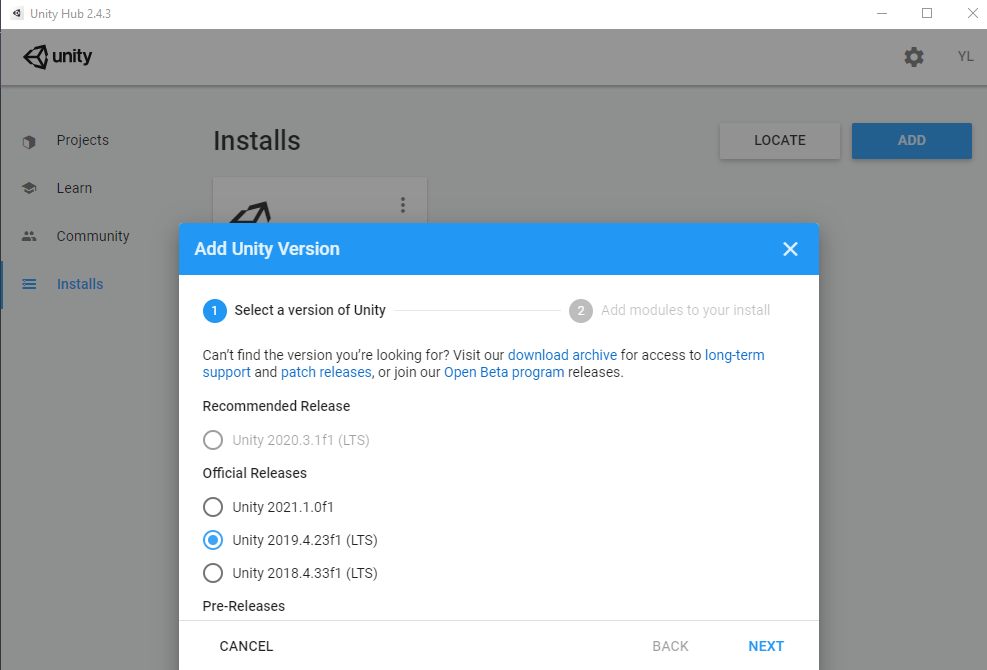 Unity Hub 2.4.3
unity
YL
Projects
Installs
LOCATE
ADD
Learn
Community
Installs
Add Unity Version
1 Select a version of Unity
2 Add modules to your install
Can’t find the version you’re looking for? Visit our download archive for access to long-term
support and patch releases, or join our Open Beta program releases.
Recommended Release
Unity 2020.3.1f1 (LTS)
Official Releases
Unity 2021.1.0f1
Unity 2019.4.23f1 (LTS)
Unity 2018.4.33f1 (LTS)
Pre-Releases
CANCEL
BACK
NEXT